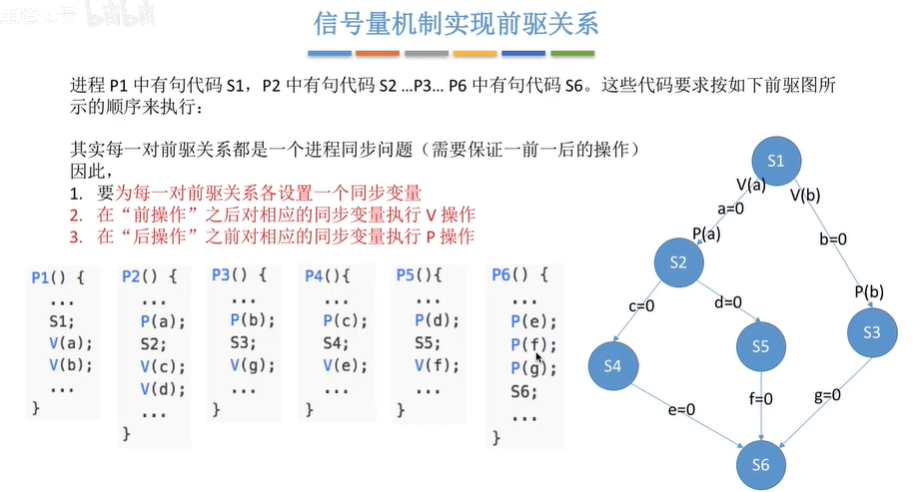 信号量机制实现前驱关系
进程 P1 中有句代码 S1，P2 中有句代码 S2 ...P3... P6 中有句代码 S6。这些代码要求按如下前驱图所
示的顺序来执行：
其实每一对前驱关系都是一个进程同步问题（需要保证一前一后的操作）
因此，
1. 要为每一对前驱关系各设置一个同步变量
2. 在“前操作”之后对相应的同步变量执行 V 操作
3. 在“后操作”之前对相应的同步变量执行 P 操作
P1() {
...
S1;
V(a);
V(b);
...
}
P2() {
...
P(a);
S2;
V(c);
V(d);
...
}
P3() {
...
P(b);
S3;
V(g);
...
}
P4(){
...
P(c);
S4;
V(e);
...
}
P5(){
...
P(d);
S5;
V(f);
...
}
P6() {
...
P(e);
P(f);
P(g);
S6;
...
}
S1
V(a)
V(b)
a=0
P(a)
b=0
S2
P(b)
c=0
d=0
S3
S5
S4
e=0
f=0
g=0
S6